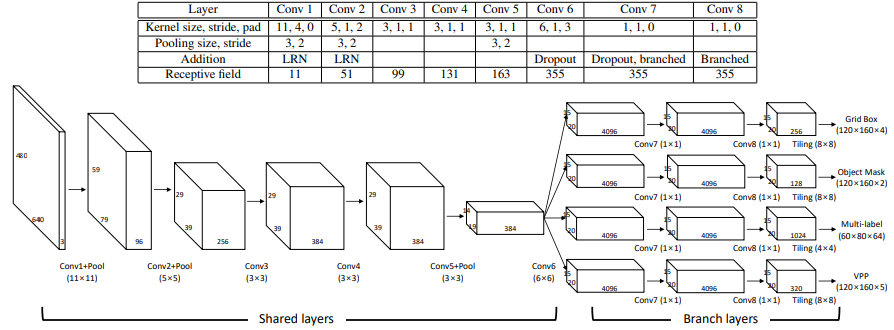 Layer Conv 1 Conv 2 Conv 3 Conv 4 Conv 5 Conv 6 Conv 7 Conv 8
Kernel size, stride, pad 11, 4, 0 5, 1, 2 3, 1, 1 3, 1, 1 3, 1, 1 6, 1, 3 1, 1, 0 1, 1, 0
Pooling size, stride 3, 2 3, 2 3, 2
Addition LRN LRN Dropout Dropout, branched Branched
Receptive field 11 51 99 131 163 355 355 355
480
640
3
59
79
96
29
39
256
29
39
384
29
39
384
14
19
384
Conv1+Pool
(11×11)
Conv2+Pool
(5×5)
Conv3
(3×3)
Conv4
(3×3)
Conv5+Pool
(3×3)
Conv6
(6×6)
15
20
4096
15
20
4096
15
20
256
Grid Box
(120×160×4)
Conv7 (1×1)
Conv8 (1×1)
Tiling (8×8)
15
20
4096
15
20
4096
15
20
128
Object Mask
(120×160×2)
Conv7 (1×1)
Conv8 (1×1)
Tiling (8×8)
15
20
4096
15
20
4096
15
20
1024
Multi-label
(60×80×64)
Conv7 (1×1)
Conv8 (1×1)
Tiling (4×4)
15
20
4096
15
20
4096
15
20
320
VPP
(120×160×5)
Conv7 (1×1)
Conv8 (1×1)
Tiling (8×8)
Shared layers
Branch layers